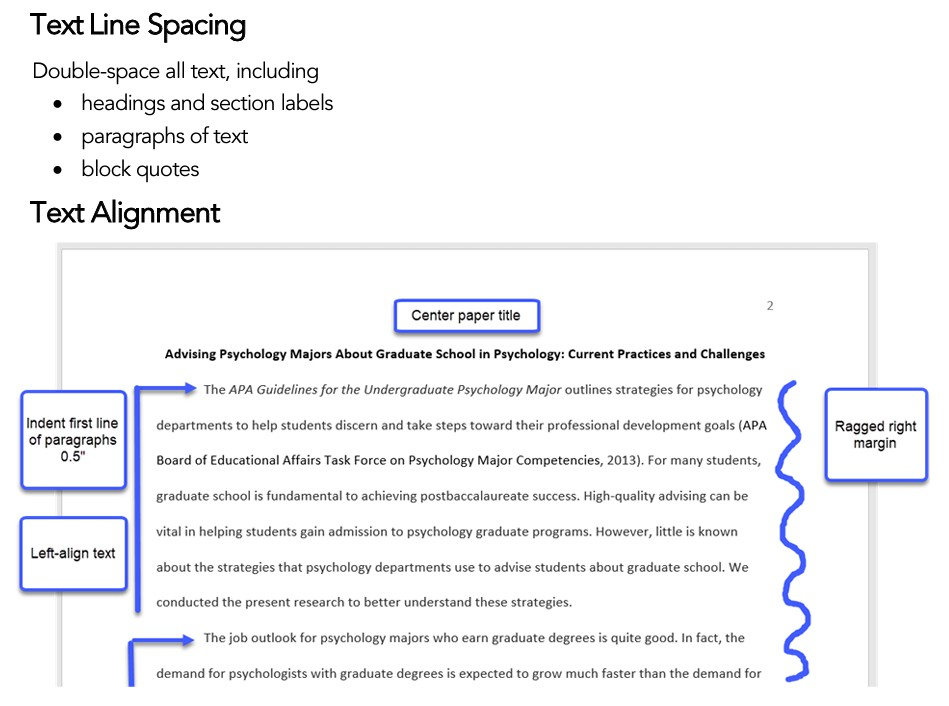 Text Line Spacing
Double-space all text, including
• headings and section labels
• paragraphs of text
• block quotes
Text Alignment
2
Center paper title
Advising Psychology Majors About Graduate School in Psychology: Current Practices and Challenges
The APA Guidelines for the Undergraduate Psychology Major outlines strategies for psychology
departments to help students discern and take steps toward their professional development goals (APA
Board of Educational Affairs Task Force on Psychology Major Competencies, 2013). For many students,
graduate school is fundamental to achieving postbaccalaureate success. High-quality advising can be
vital in helping students gain admission to psychology graduate programs. However, little is known
about the strategies that psychology departments use to advise students about graduate school. We
conducted the present research to better understand these strategies.
The job outlook for psychology majors who earn graduate degrees is quite good. In fact, the
demand for psychologists with graduate degrees is expected to grow much faster than the demand for
Indent first line
of paragraphs
0.5"
Left-align text
Ragged right
margin